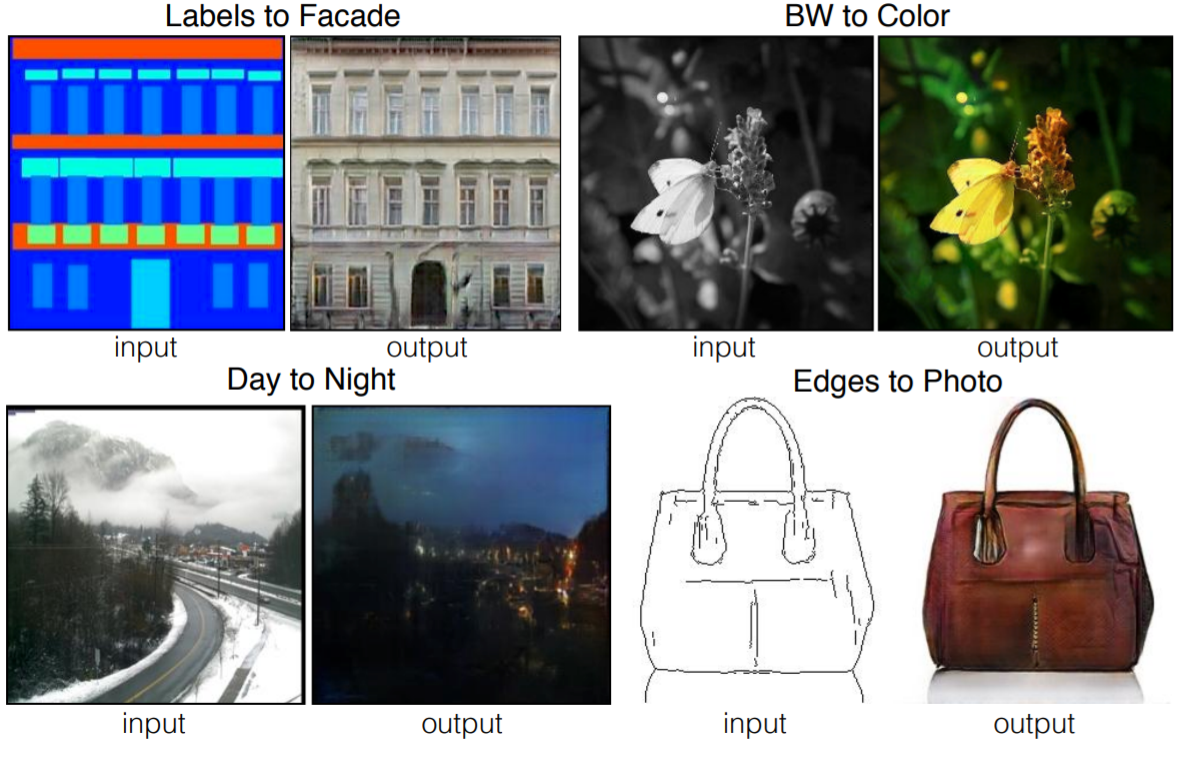 Labels to Facade
BW to Color
input
output
input
output
Day to Night
Edges to Photo
input
output
input
output